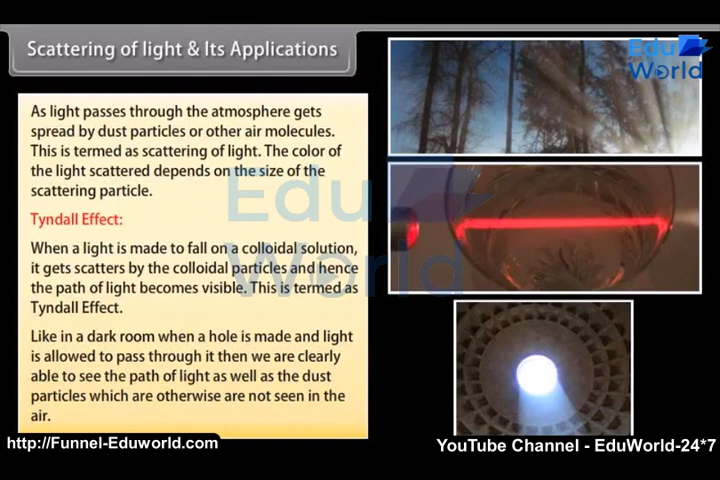 Scattering of light & Its Applications
Edu
World
As light passes through the atmosphere gets
spread by dust particles or other air molecules.
This is termed as scattering of light. The color of
the light scattered depends on the size of the
scattering particle.
Tyndall Effect:
When a light is made to fall on a colloidal solution,
it gets scatters by the colloidal particles and hence
the path of light becomes visible. This is termed as
Tyndall Effect.
Like in a dark room when a hole is made and light
is allowed to pass through it then we are clearly
able to see the path of light as well as the dust
particles which are otherwise are not seen in the
air.
Edu
World
http://Funnel-Eduworld.com
YouTube Channel - EduWorld-24*7